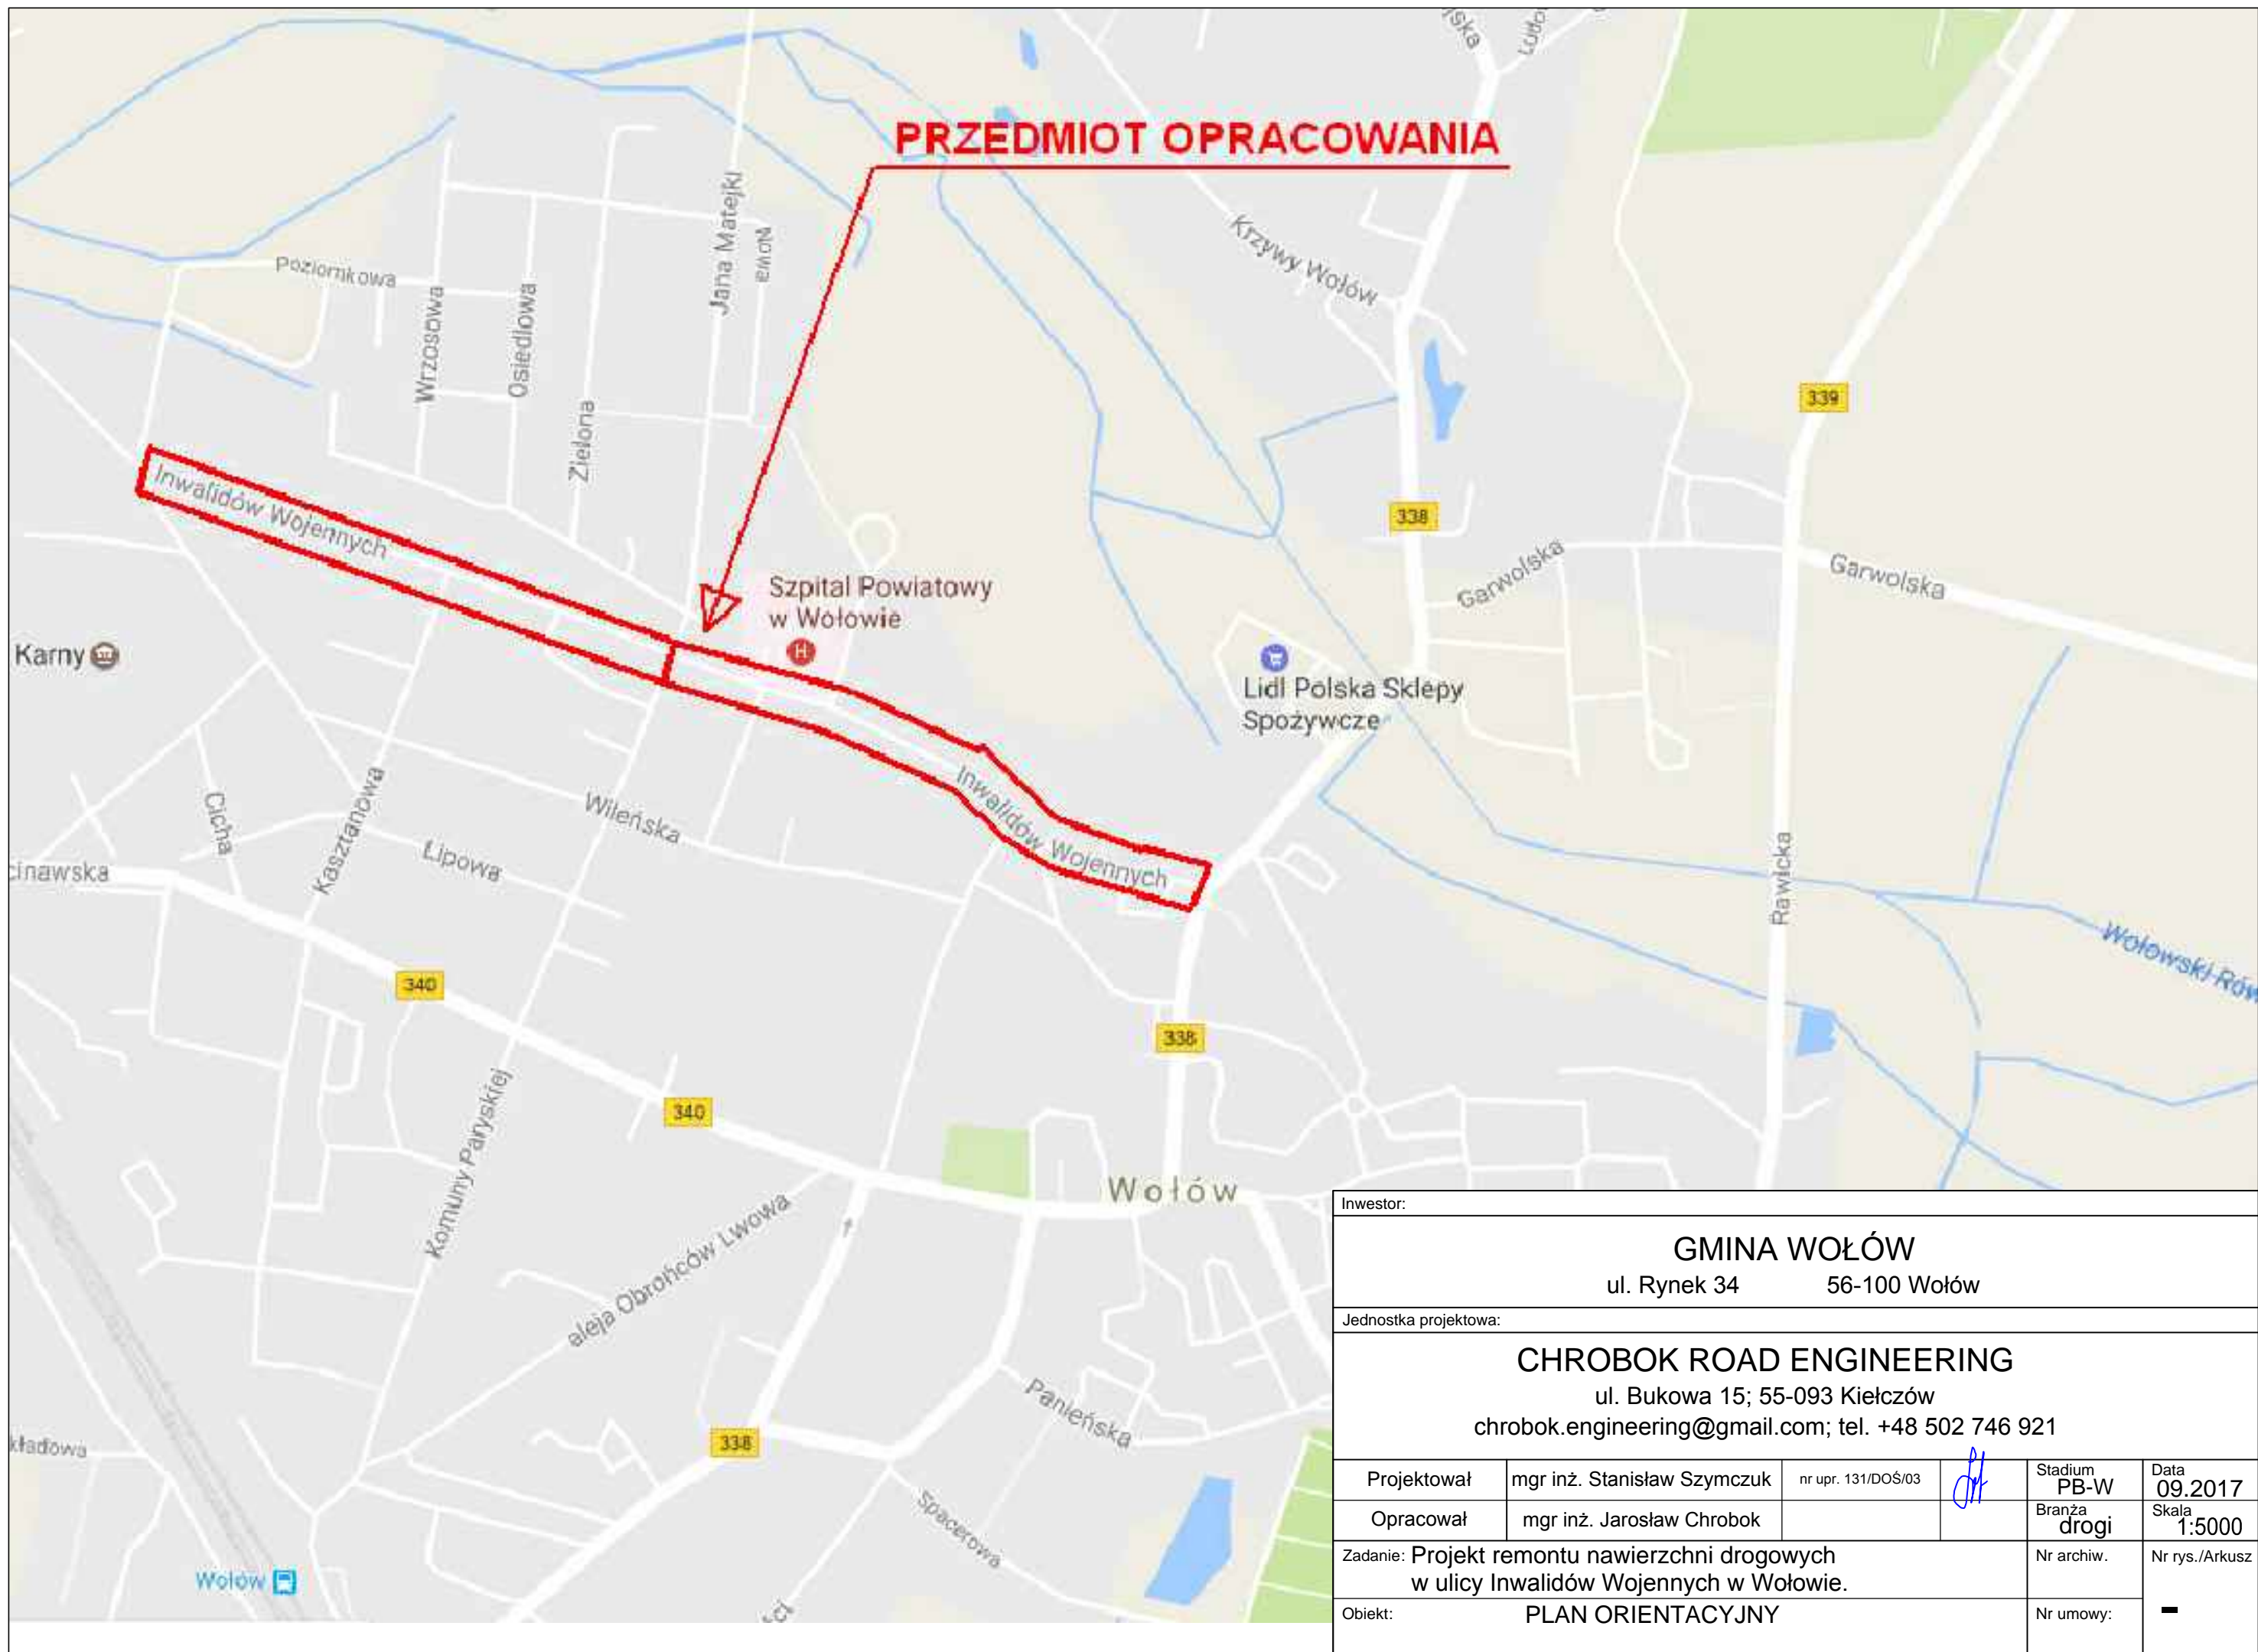 PRZEDMIOT OPRACOWANIA
Jana Matejki
Nowa
Krzywy Wołów
Poziomkowa
Wrzosowa
Osiedlowa
Zielona
339
338
Inwalidów Wojennych
Garwolska
Garwolska
Szpital Powiatowy
w Wołowie
H
Karny
Lidl Polska Sklepy
Spożywcze
Inwalidów Wojennych
Cicha
Kasztanowa
Wileńska
Lipowa
cinawska
Rawicka
Wołowski Rów
340
338
Komuny Paryskiej
340
Wołów
aleja Obrońców Lwowa
Panieńska
kładowa
338
Spacerowa
Wołów
ści
Inwestor:
GMINA WOŁÓW
ul. Rynek 34 56-100 Wołów
Jednostka projektowa:
CHROBOK ROAD ENGINEERING
ul. Bukowa 15; 55-093 Kiełczów
chrobok.engineering@gmail.com; tel. +48 502 746 921
Projektował mgr inż. Stanisław Szymczuk nr upr. 131/DOŚ/03
Stadium
PB-W
Data
09.2017
Opracował mgr inż. Jarosław Chrobok
Branża
drogi
Skala
1:5000
Zadanie: Projekt remontu nawierzchni drogowych
w ulicy Inwalidów Wojennych w Wołowie.
Nr archiw.
Nr rys./Arkusz
-
Obiekt: PLAN ORIENTACYJNY
Nr umowy: